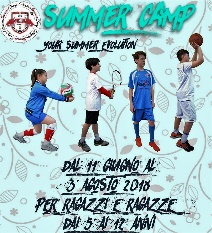 SUMMER CAMP
YOUR SUMMER EVOLUTION
DAL 11 GIUGNO AL
3 AGOSTO 2018
PER RAGAZZI E RAGAZZE
DAI 5 AI 12 ANNI